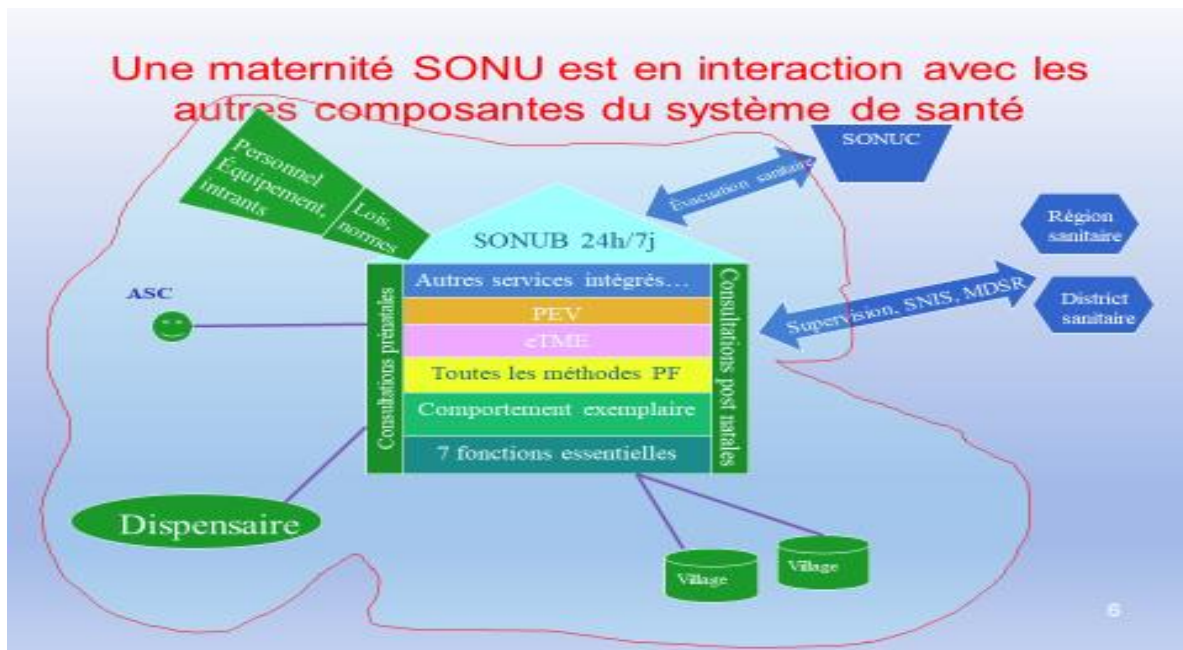 Une maternité SONU est en interaction avec les
autres composantes du système de santé
Personnel
Équipement,
intrants
Lois,
normes
SONUC
Évacuation sanitaire
Région
sanitaire
SONUB 24h/7j
Autres services intégrés...
ASC
Consultations prénatales
Consultations post natales
PEV
eTME
Supervision, SNIS, MDSR
District
sanitaire
Toutes les méthodes PF
Comportement exemplaire
7 fonctions essentielles
Dispensaire
Village
Village
6